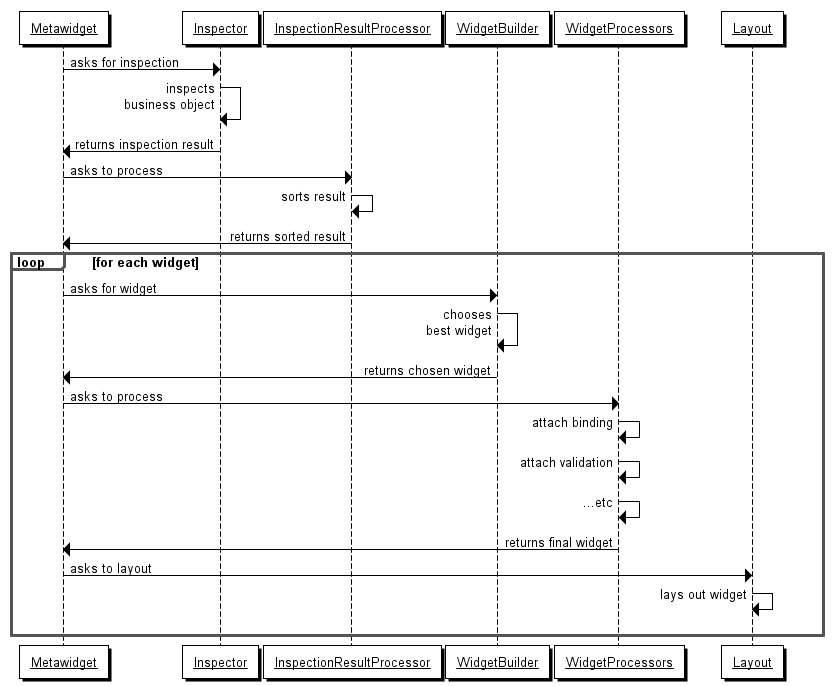 Metawidget Inspector InspectionResultProcessor WidgetBuilder WidgetProcessors Layout
asks for inspection
inspects
business object
returns inspection result
asks to process
sorts result
returns sorted result
loop [for each widget]
asks for widget
chooses
best widget
returns chosen widget
asks to process
attach binding
attach validation
...etc
returns final widget
asks to layout
lays out widget
Metawidget Inspector InspectionResultProcessor WidgetBuilder WidgetProcessors Layout